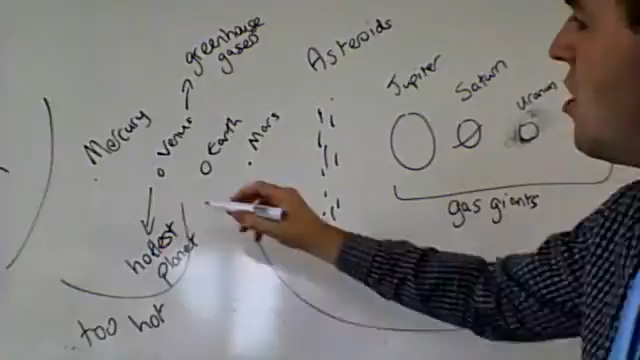 greenhouse
gases
Asteroids
Mercury
Venus
Earth
Mars
Jupiter
Saturn
Uranus
gas giants
hottest
planet
too hot